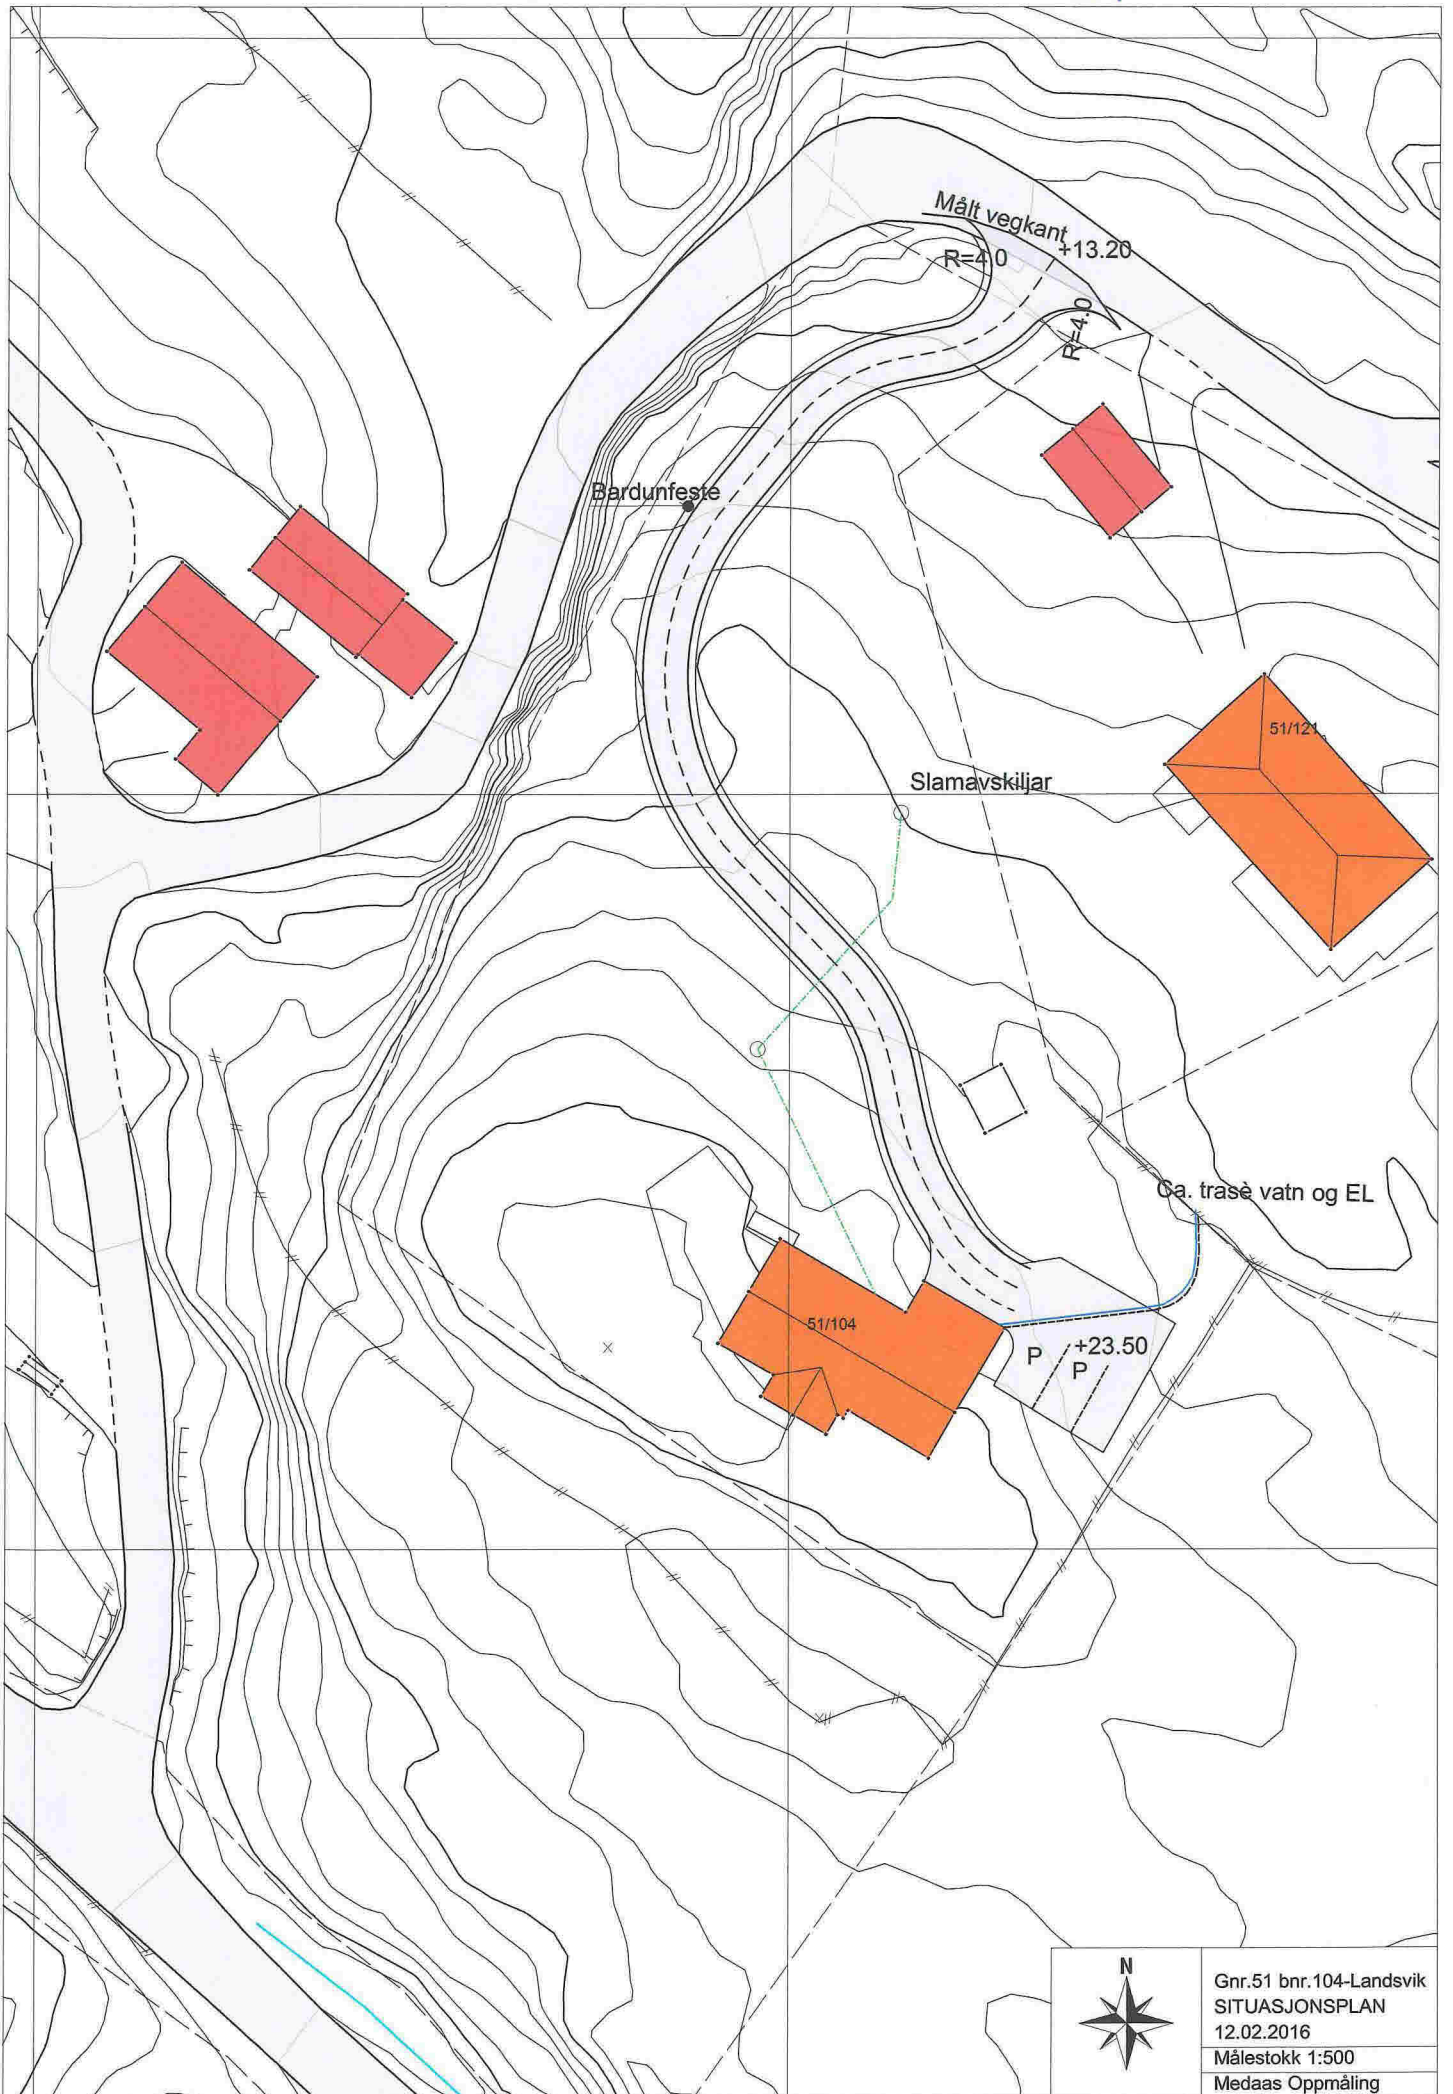 Målt vegkant
R=4.0
+13.20
R=4.0
Bardunfeste
51/121
Slamavskiljar
Ca. trasè vatn og EL
51/104
P
+23.50
P
N
Gnr.51 bnr.104-Landsvik
SITUASJONSPLAN
12.02.2016
Målestokk 1:500
Medaas Oppmåling